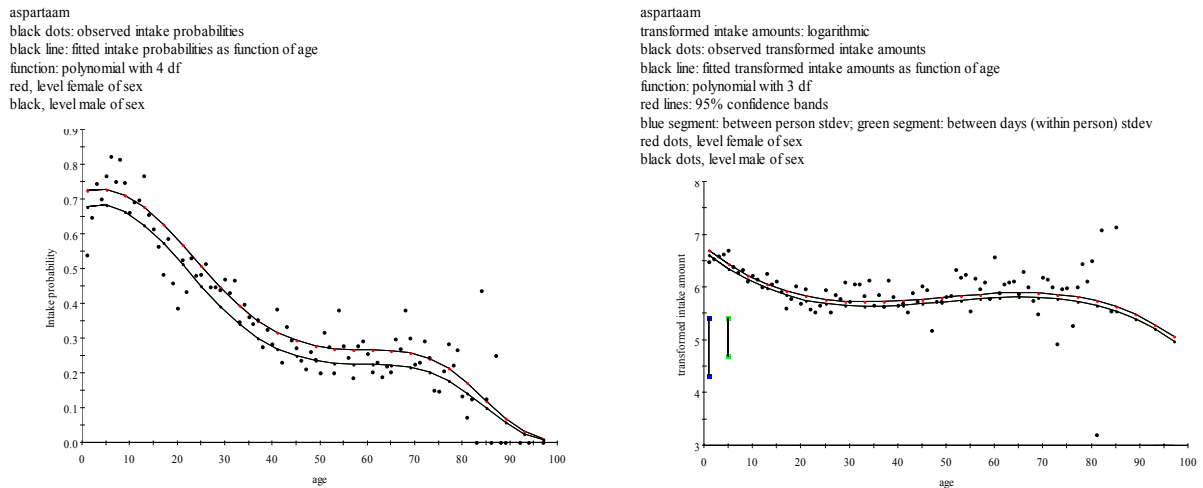 aspartaam
black dots: observed intake probabilities
black line: fitted intake probabilities as function of age
function: polynomial with 4 df
red, level female of sex
black, level male of sex
0.9
0.8
0.7
0.6
0.5
0.4
0.3
0.2
0.1
0.0
Intake probability
0 10 20 30 40 50 60 70 80 90 100
age
aspartaam
transformed intake amounts: logarithmic
black dots: observed transformed intake amounts
black line: fitted transformed intake amounts as function of age
function: polynomial with 3 df
red lines: 95% confidence bands
blue segment: between person stdev; green segment: between days (within person) stdev
red dots, level female of sex
black dots, level male of sex
8
7
6
5
4
3
transformed intake amount
0 10 20 30 40 50 60 70 80 90 100
age